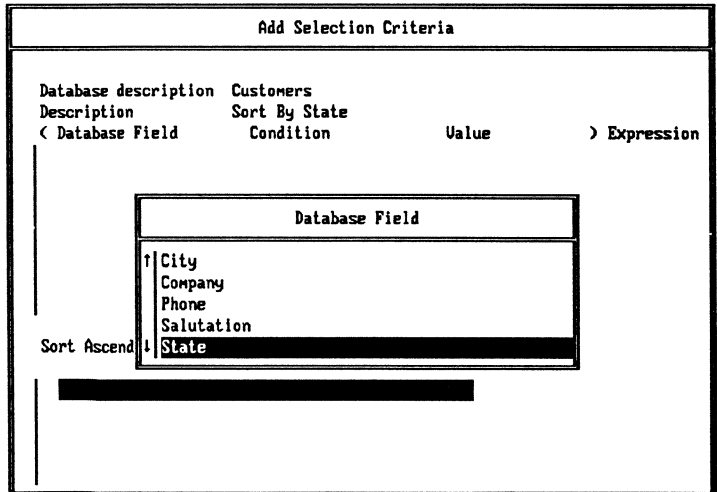 Add Selection Criteria
Database description Customers
Description Sort By State
( Database Field Condition Value ) Expression
Database Field
↑ City
Company
Phone
Salutation
Sort Ascend ↓ State